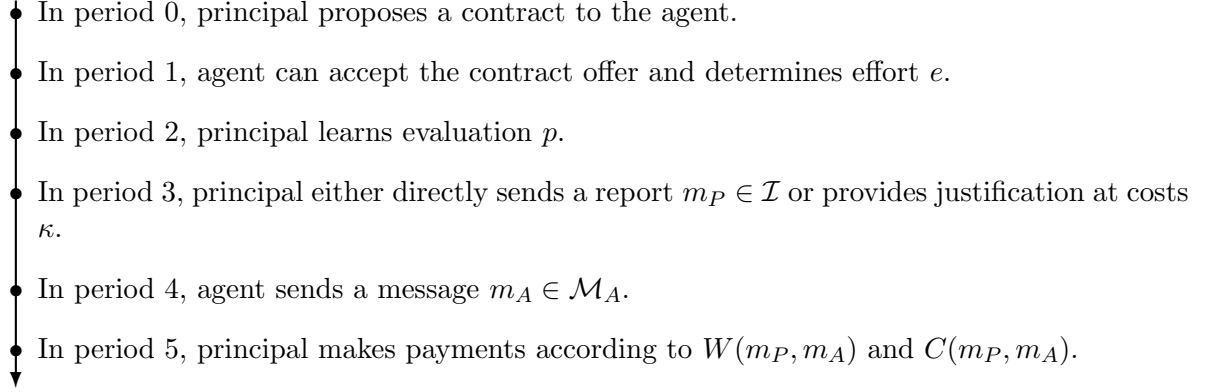 In period 0, principal proposes a contract to the agent.
In period 1, agent can accept the contract offer and determines effort e.
In period 2, principal learns evaluation p.
In period 3, principal either directly sends a report m_P ∈ ℐ or provides justification at costs
κ.
In period 4, agent sends a message m_A ∈ ℳ_A.
In period 5, principal makes payments according to W(m_P, m_A) and C(m_P, m_A).